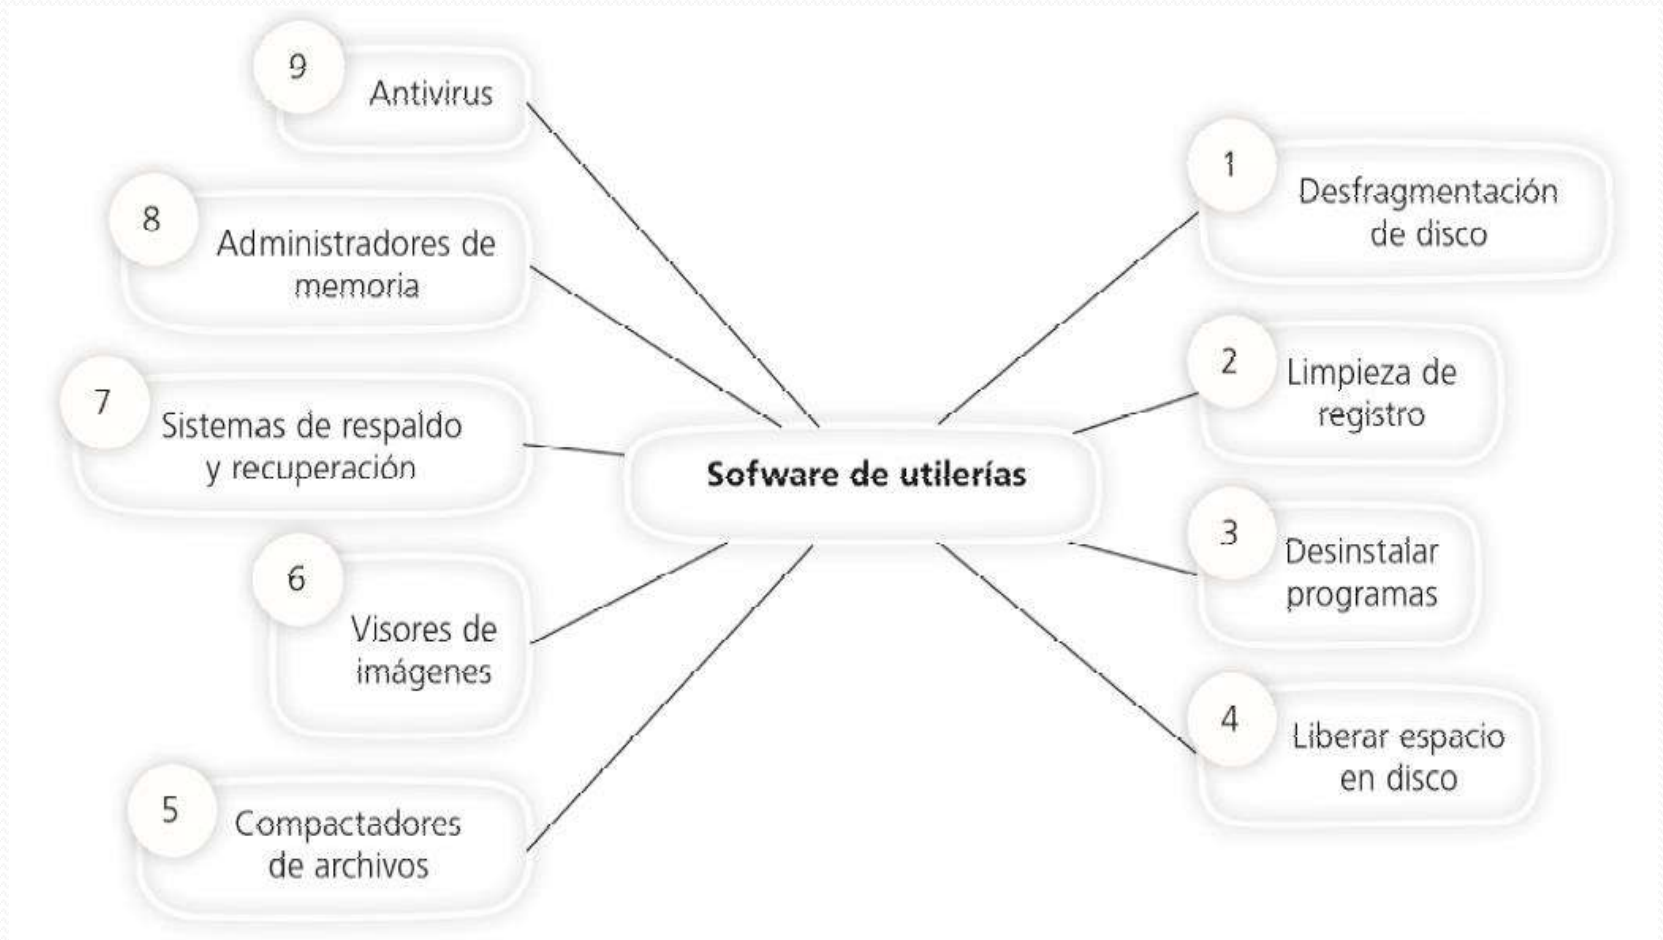 Sofware de utilerías
1
Desfragmentación
de disco
2
Limpieza de
registro
3
Desinstalar
programas
4
Liberar espacio
en disco
5
Compactadores
de archivos
6
Visores de
imágenes
7
Sistemas de respaldo
y recuperación
8
Administradores de
memoria
9
Antivirus